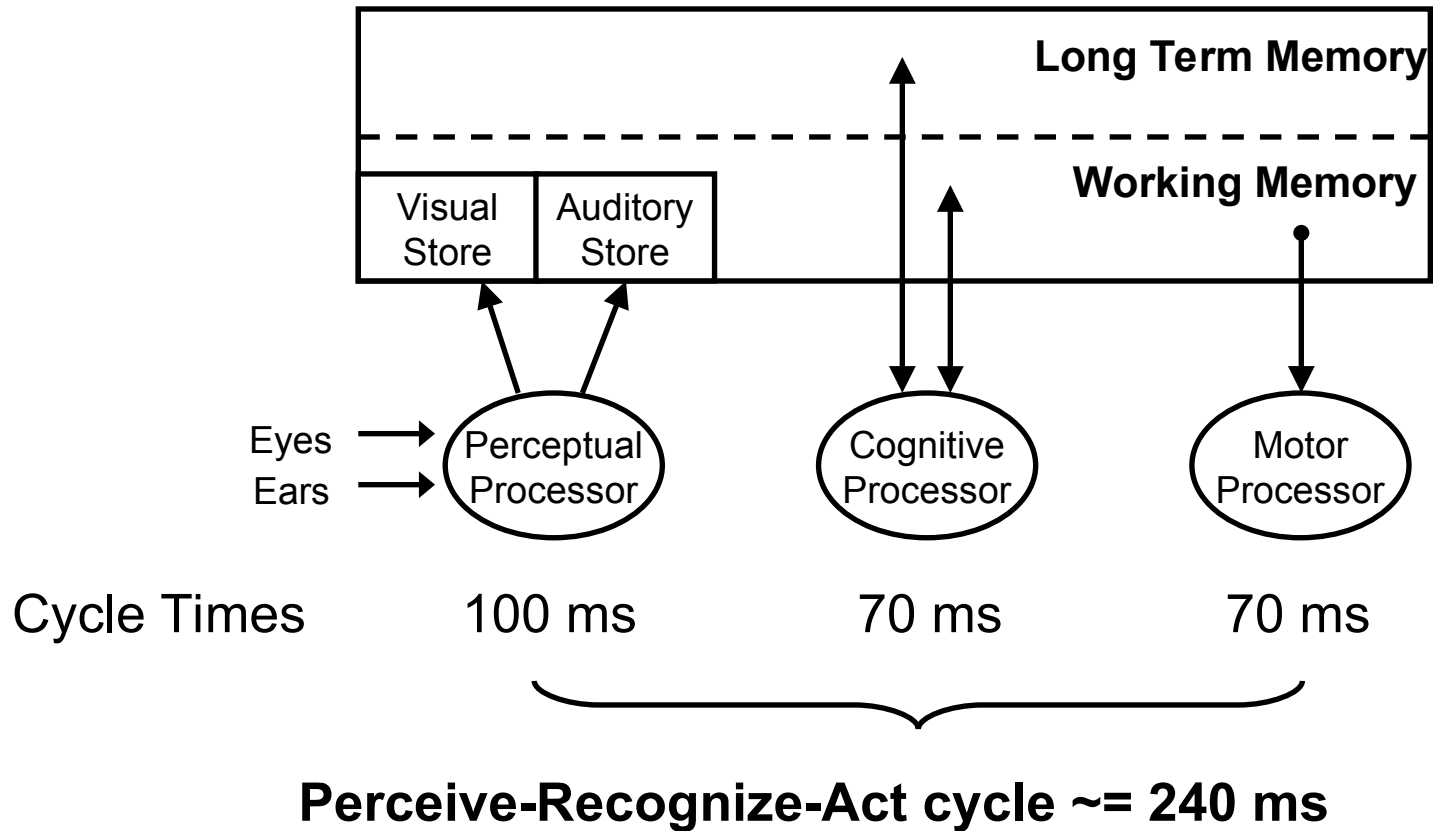 Long Term Memory
Working Memory
Visual
Store
Auditory
Store
Eyes
Ears
Perceptual
Processor
Cognitive
Processor
Motor
Processor
Cycle Times 100 ms 70 ms 70 ms
Perceive-Recognize-Act cycle ~= 240 ms